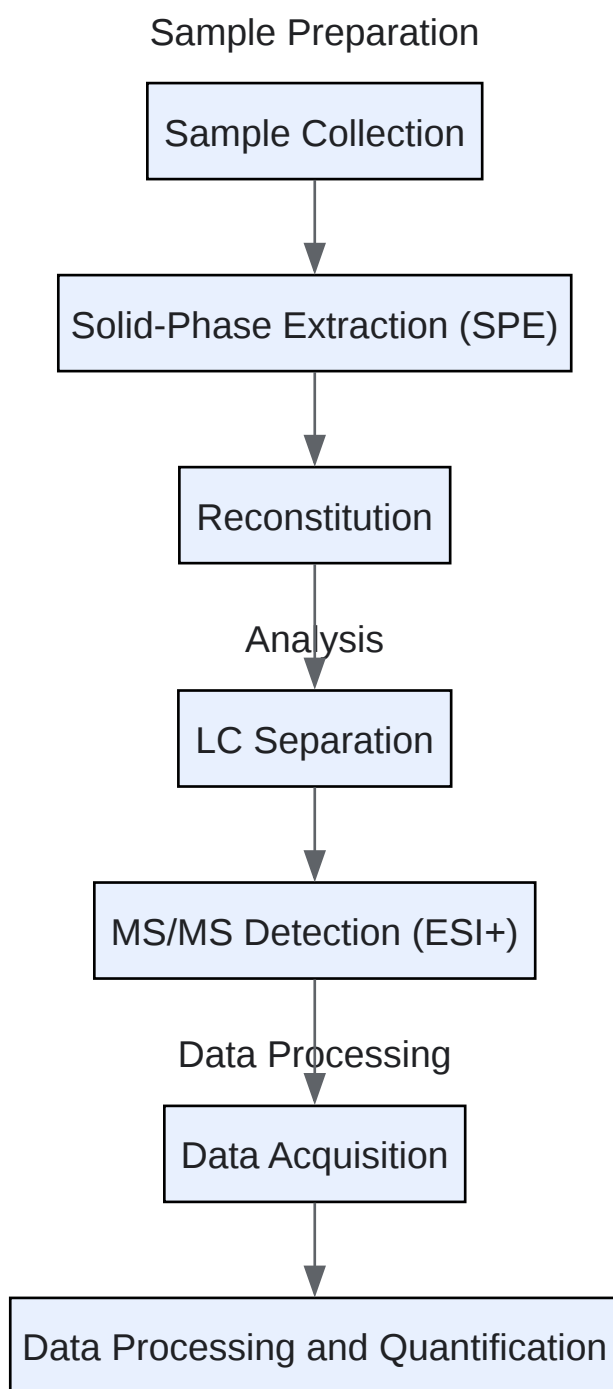 Sample Preparation
Sample Collection
Solid-Phase Extraction (SPE)
Reconstitution
Analysis
LC Separation
MS/MS Detection (ESI+)
Data Processing
Data Acquisition
Data Processing and Quantification